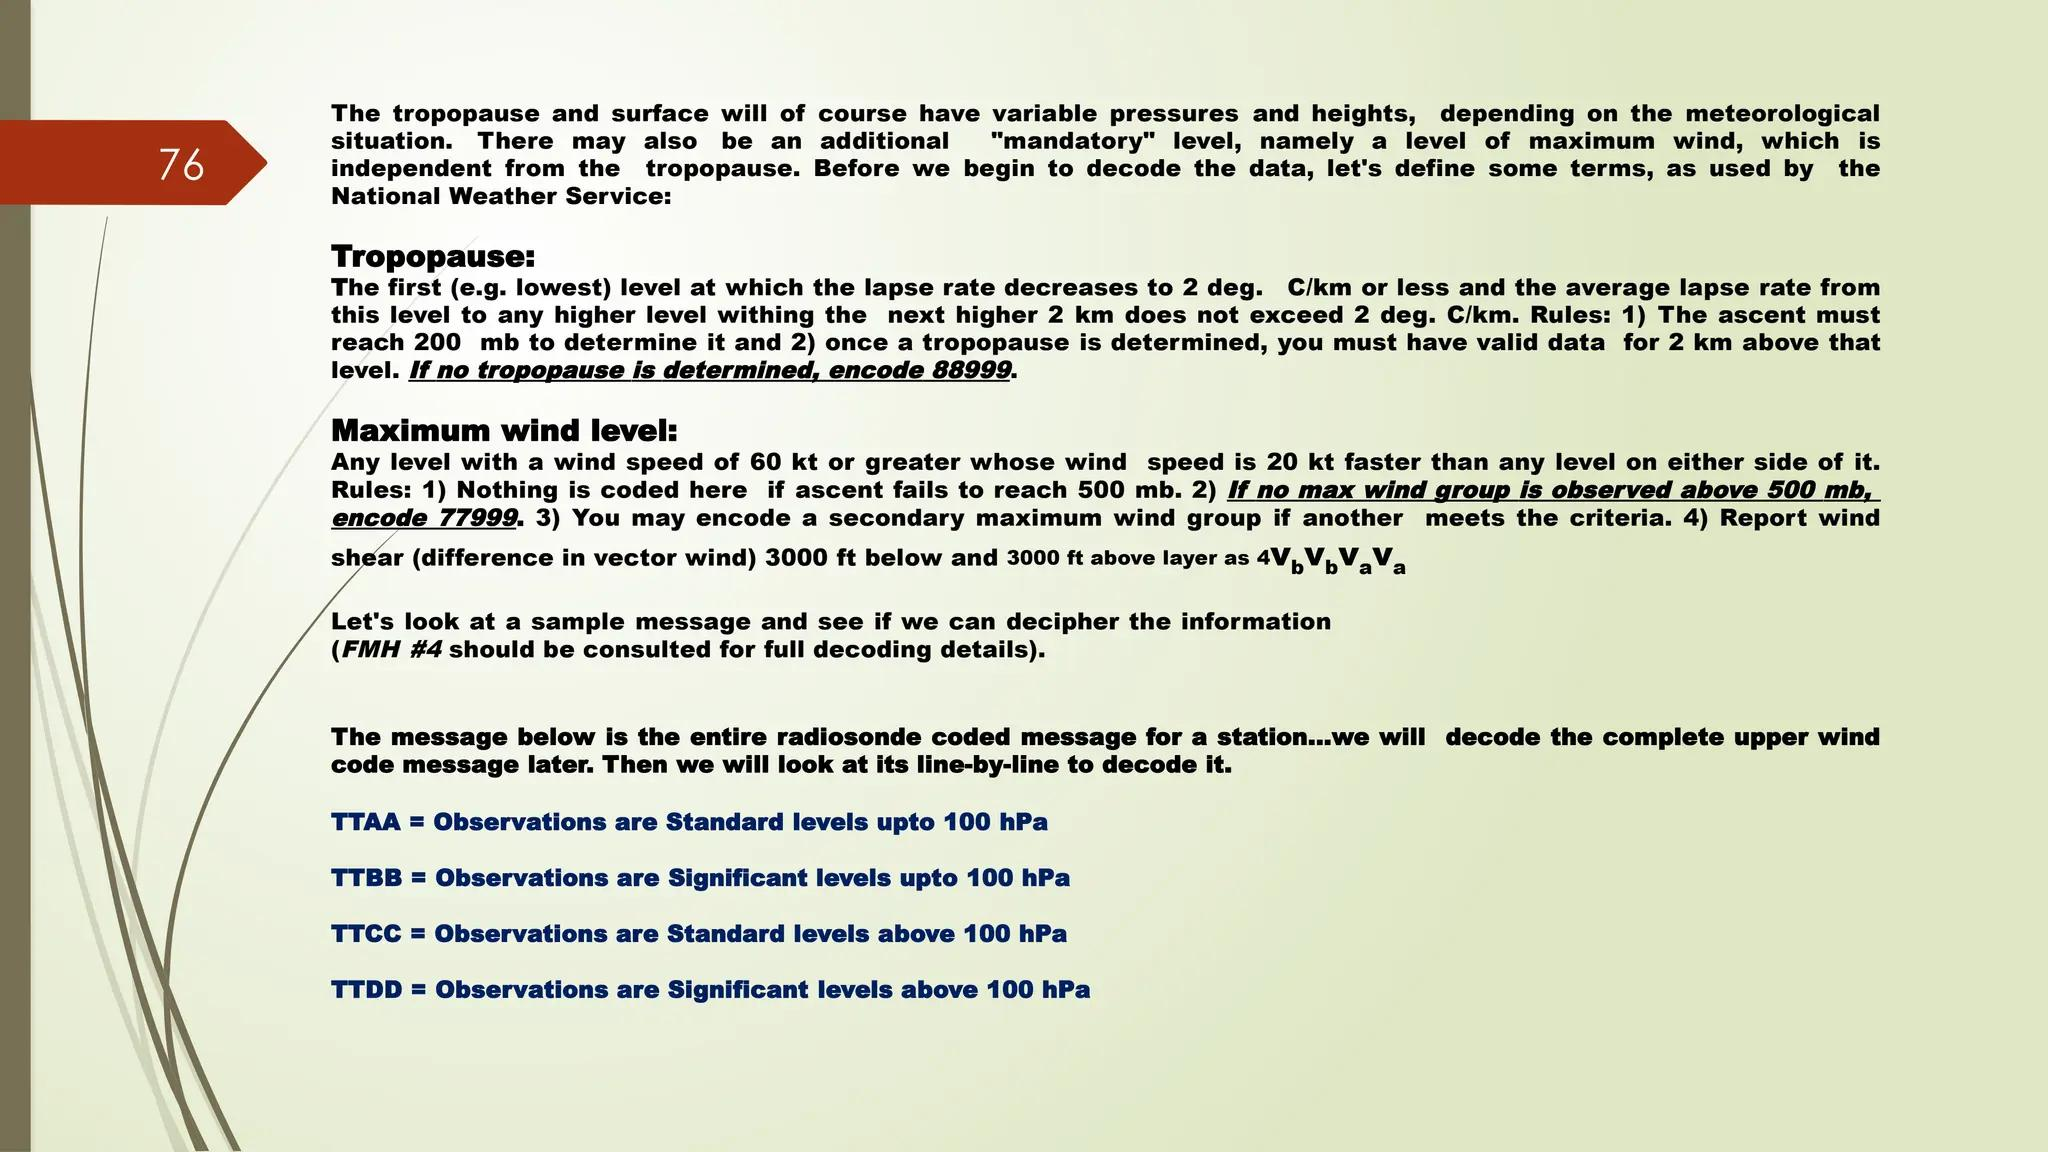 76
The tropopause and surface will of course have variable pressures and heights, depending on the meteorological
situation. There may also be an additional "mandatory" level, namely a level of maximum wind, which is
independent from the tropopause. Before we begin to decode the data, let's define some terms, as used by the
National Weather Service:
Tropopause:
The first (e.g. lowest) level at which the lapse rate decreases to 2 deg. C/km or less and the average lapse rate from
this level to any higher level withing the next higher 2 km does not exceed 2 deg. C/km. Rules: 1) The ascent must
reach 200 mb to determine it and 2) once a tropopause is determined, you must have valid data for 2 km above that
level. If no tropopause is determined, encode 88999.
Maximum wind level:
Any level with a wind speed of 60 kt or greater whose wind speed is 20 kt faster than any level on either side of it.
Rules: 1) Nothing is coded here if ascent fails to reach 500 mb. 2) If no max wind group is observed above 500 mb,
encode 77999. 3) You may encode a secondary maximum wind group if another meets the criteria. 4) Report wind
shear (difference in vector wind) 3000 ft below and 3000 ft above layer as 4VbVbVaVa
Let's look at a sample message and see if we can decipher the information
(FMH #4 should be consulted for full decoding details).
The message below is the entire radiosonde coded message for a station...we will decode the complete upper wind
code message later. Then we will look at its line-by-line to decode it.
TTAA = Observations are Standard levels upto 100 hPa
TTBB = Observations are Significant levels upto 100 hPa
TTCC = Observations are Standard levels above 100 hPa
TTDD = Observations are Significant levels above 100 hPa